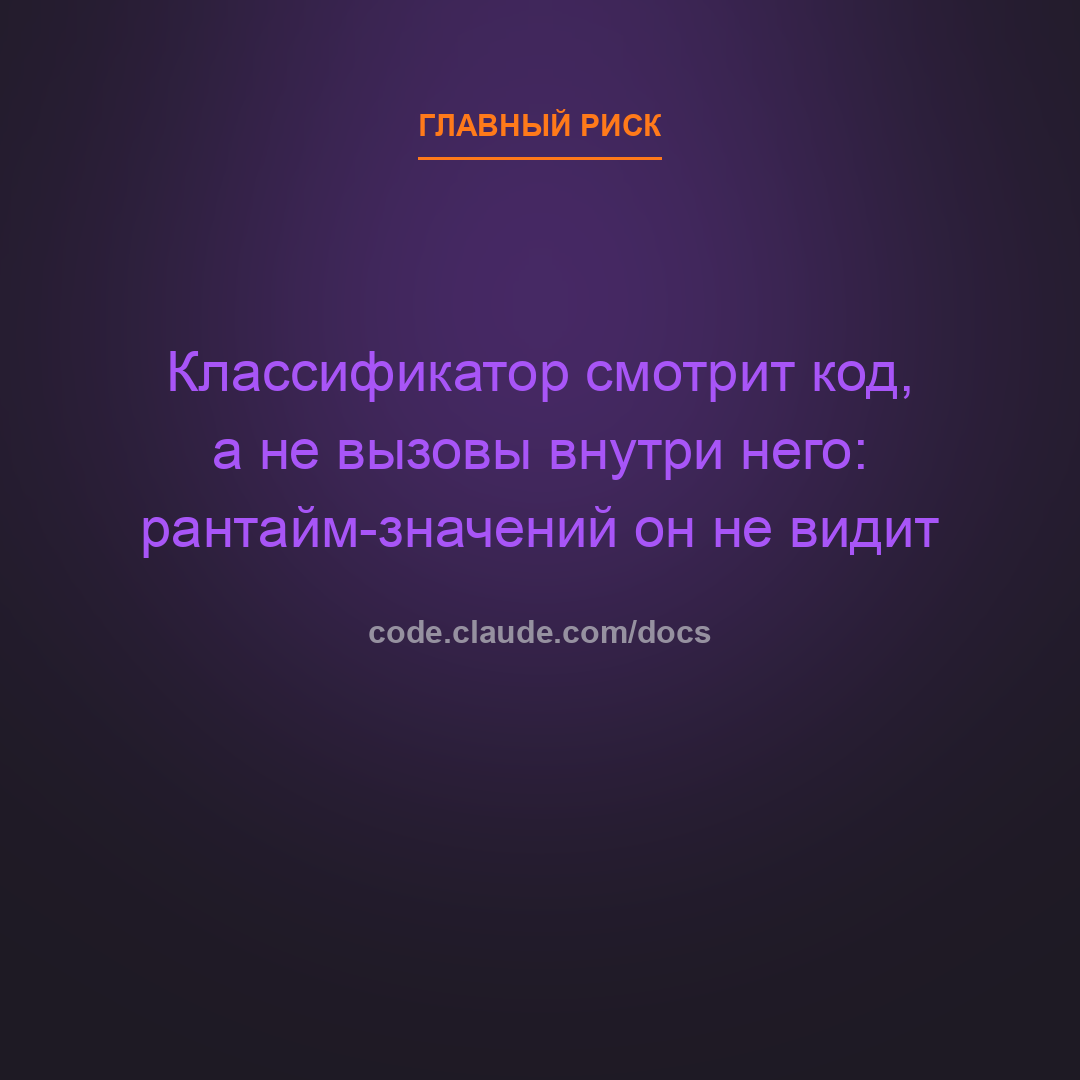 ГЛАВНЫЙ РИСК
Классификатор смотрит код,
а не вызовы внутри него:
рантайм-значений он не видит
code.claude.com/docs